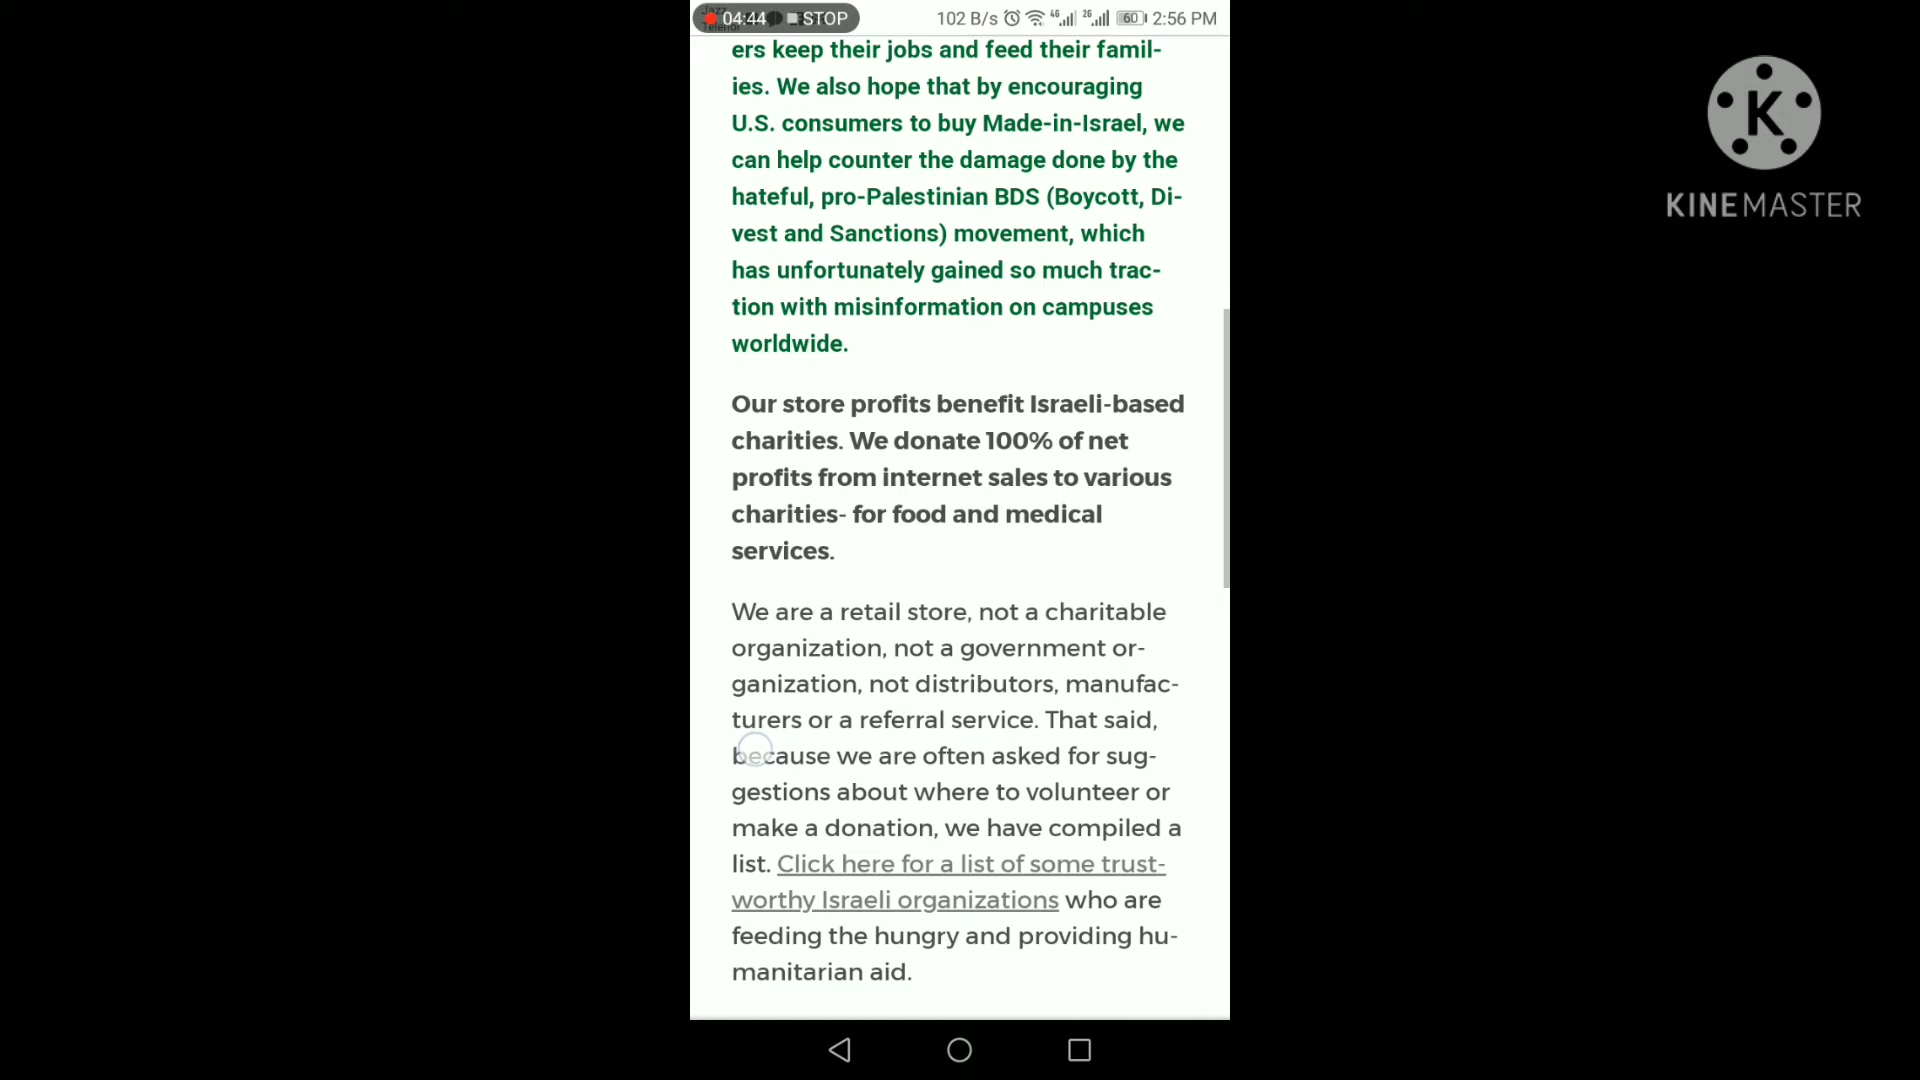 04:44 STOP 102 B/s 4G 2G 60 2:56 PM
ers keep their jobs and feed their famil-
ies. We also hope that by encouraging
U.S. consumers to buy Made-in-Israel, we
can help counter the damage done by the
hateful, pro-Palestinian BDS (Boycott, Di-
vest and Sanctions) movement, which
has unfortunately gained so much trac-
tion with misinformation on campuses
worldwide.
Our store profits benefit Israeli-based
charities. We donate 100% of net
profits from internet sales to various
charities- for food and medical
services.
We are a retail store, not a charitable
organization, not a government or-
ganization, not distributors, manufac-
turers or a referral service. That said,
because we are often asked for sug-
gestions about where to volunteer or
make a donation, we have compiled a
list. Click here for a list of some trust-
worthy Israeli organizations who are
feeding the hungry and providing hu-
manitarian aid.
K
KINEMASTER